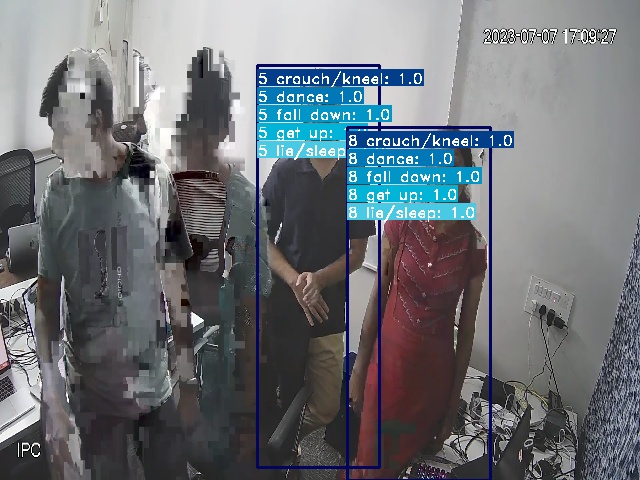 2023-07-07 17:09:27
5 crouch/kneel: 1.0
5 dance: 1.0
5 fall down: 1.0
5 get up:
5 lie/sleep
8 crouch/kneel: 1.0
8 dance: 1.0
8 fall down: 1.0
8 get up: 1.0
8 lie/sleep: 1.0
IPC